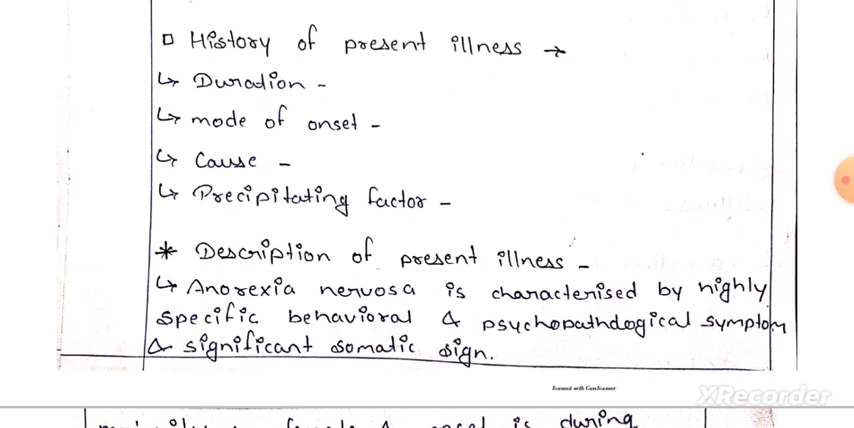 □ History of present illness →
↳ Duration -
↳ mode of onset -
↳ Cause -
↳ Precipitating factor -
* Description of present illness -
↳ Anorexia nervosa is characterised by highly
specific behavioral & psychopathological symptom
& significant somatic sign.
Scanned with CamScanner
XRecorder
is during